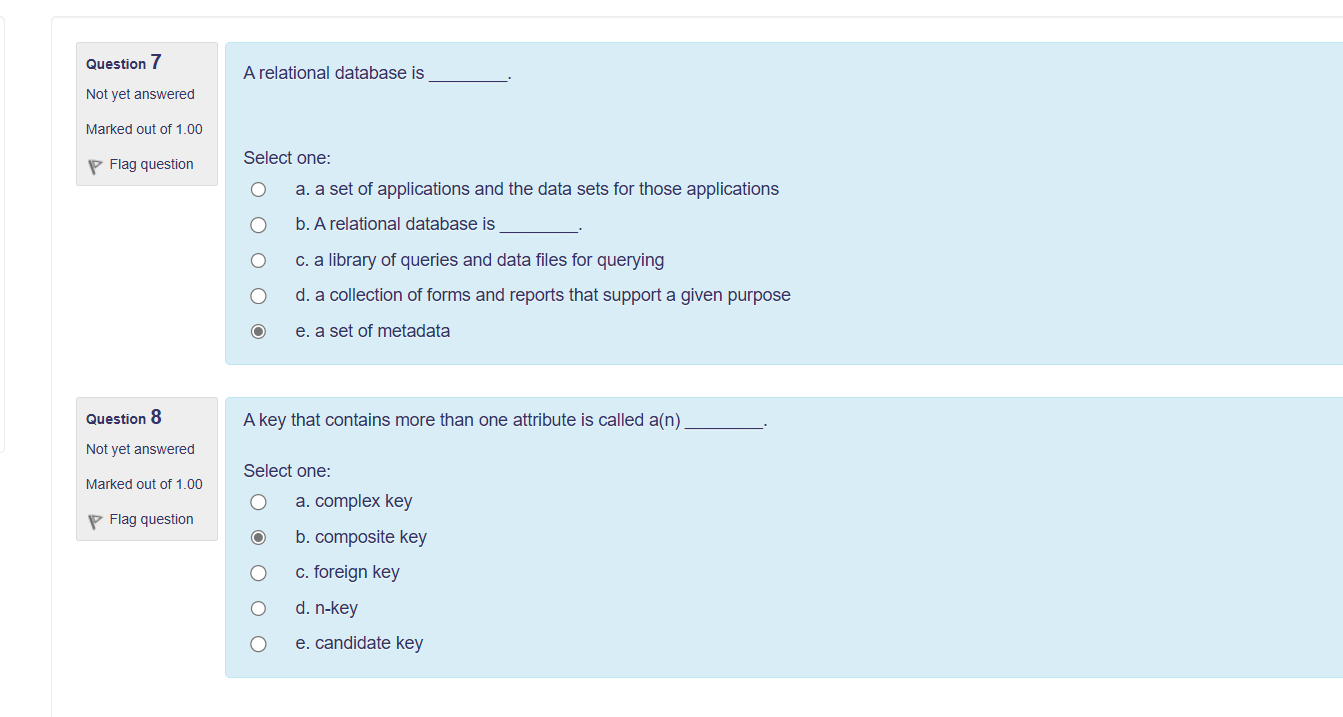 Question 7
Not yet answered
Marked out of 1.00
Flag question
A relational database is ________.
Select one:
a. a set of applications and the data sets for those applications
b. A relational database is ________.
c. a library of queries and data files for querying
d. a collection of forms and reports that support a given purpose
e. a set of metadata
Question 8
Not yet answered
Marked out of 1.00
Flag question
A key that contains more than one attribute is called a(n) ________.
Select one:
a. complex key
b. composite key
c. foreign key
d. n-key
e. candidate key